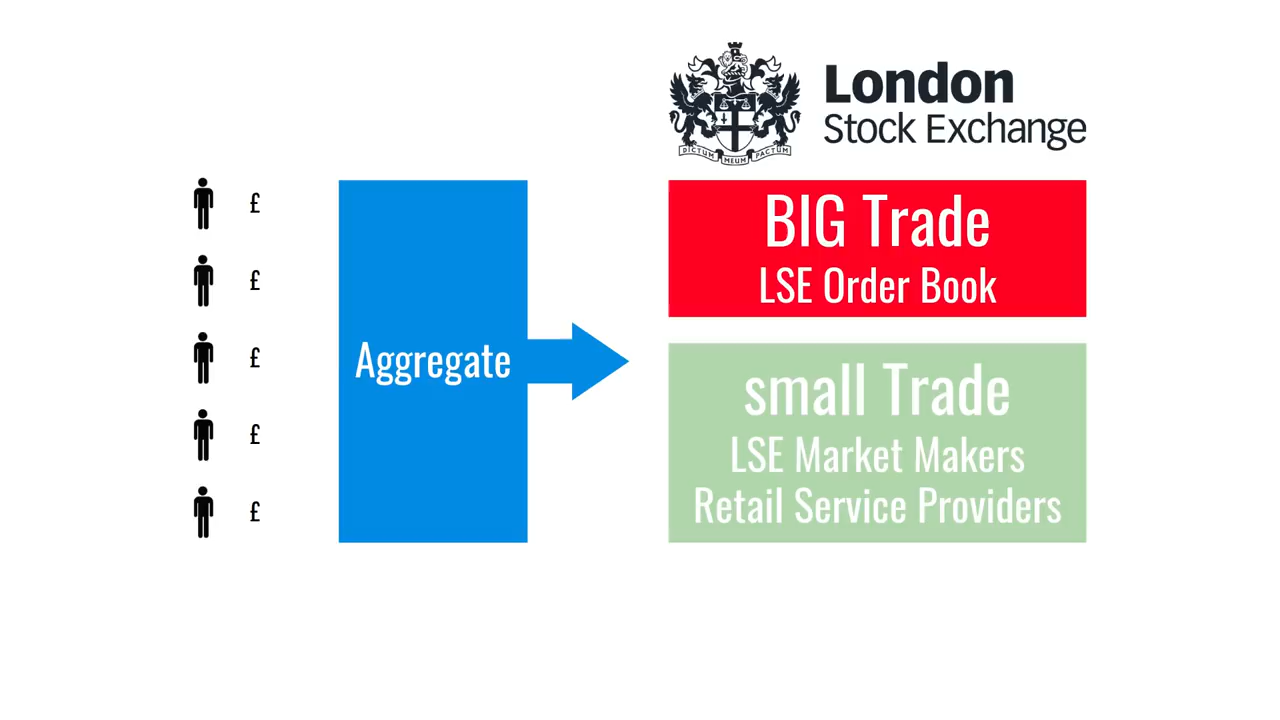 London
Stock Exchange
DICTUM MEUM PACTUM
£
£
£
£
£
Aggregate
BIG Trade
LSE Order Book
small Trade
LSE Market Makers
Retail Service Providers